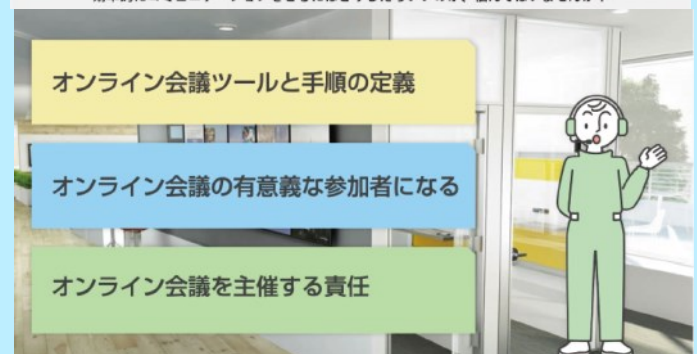 オンライン会議ツールと手順の定義
オンライン会議の有意義な参加者になる
オンライン会議を主催する責任